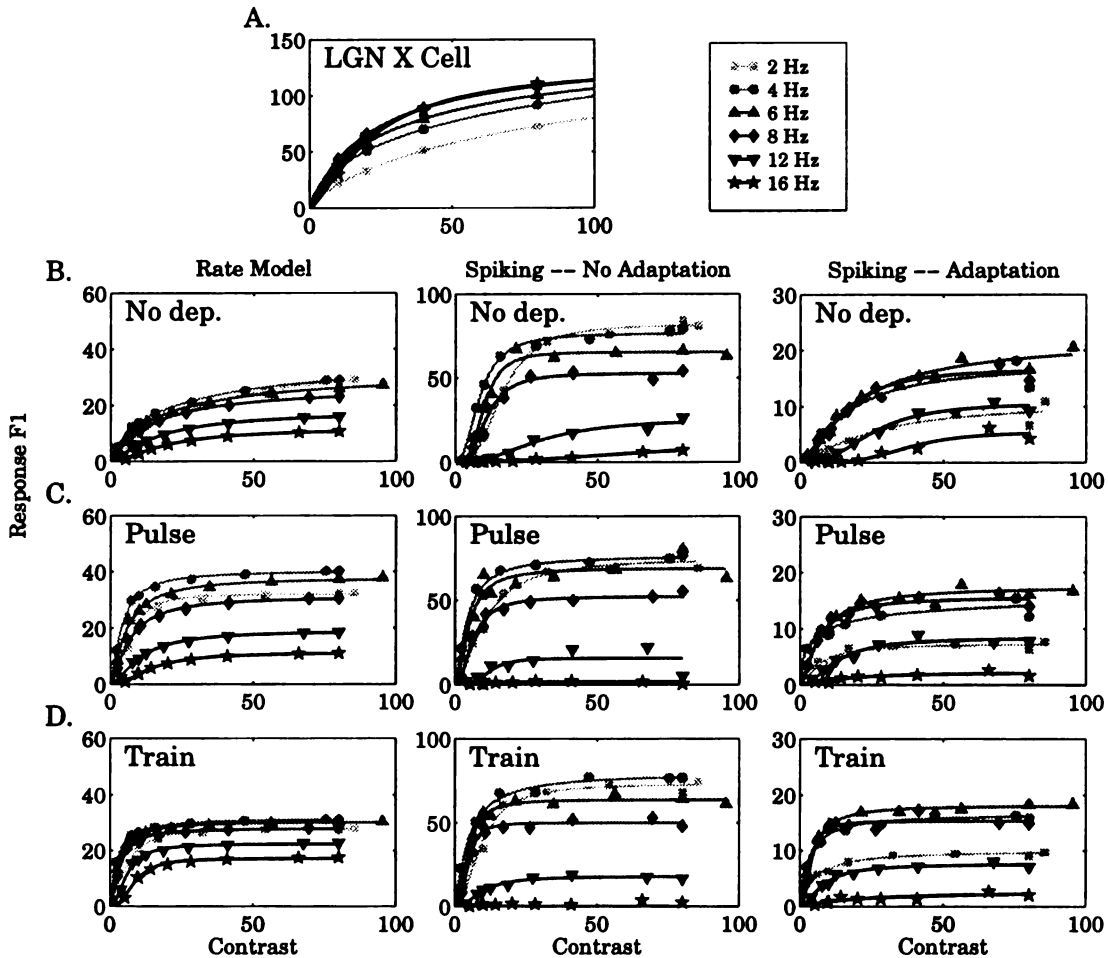 A.
LGN X Cell
150
100
50
0
0 50 100
2 Hz
4 Hz
6 Hz
8 Hz
12 Hz
16 Hz
B.
Rate Model
Spiking -- No Adaptation
Spiking -- Adaptation
No dep.
60
40
20
0
0 50 100
No dep.
100
50
0
0 50 100
No dep.
30
20
10
0
0 50 100
Response F1
C.
Pulse
60
40
20
0
0 50 100
Pulse
100
50
0
0 50 100
Pulse
30
20
10
0
0 50 100
D.
Train
60
40
20
0
0 50 100
Contrast
Train
100
50
0
0 50 100
Contrast
Train
30
20
10
0
0 50 100
Contrast